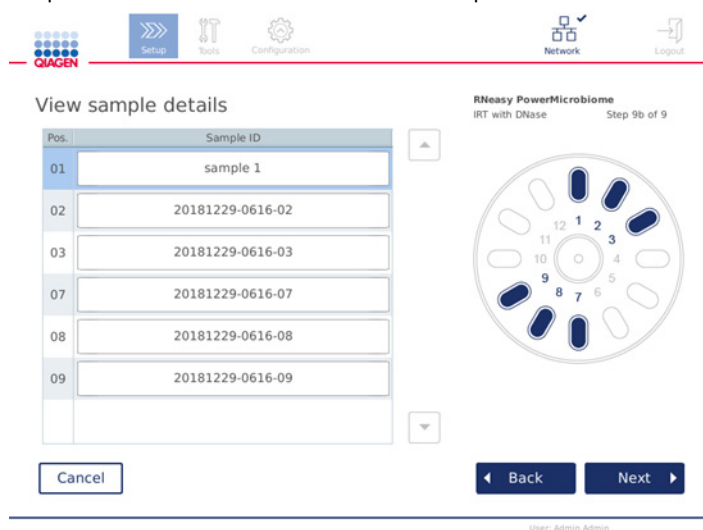 Setup
Tools
Configuration
Network
Logout
QIAGEN
View sample details
RNeasy PowerMicrobiome
IRT with DNase Step 9b of 9
Pos. Sample ID
01 sample 1
02 20181229-0616-02
03 20181229-0616-03
07 20181229-0616-07
08 20181229-0616-08
09 20181229-0616-09
12 1 2
11 3
10 4
9 5
8 7 6
Cancel
Back
Next
User: Admin Admin